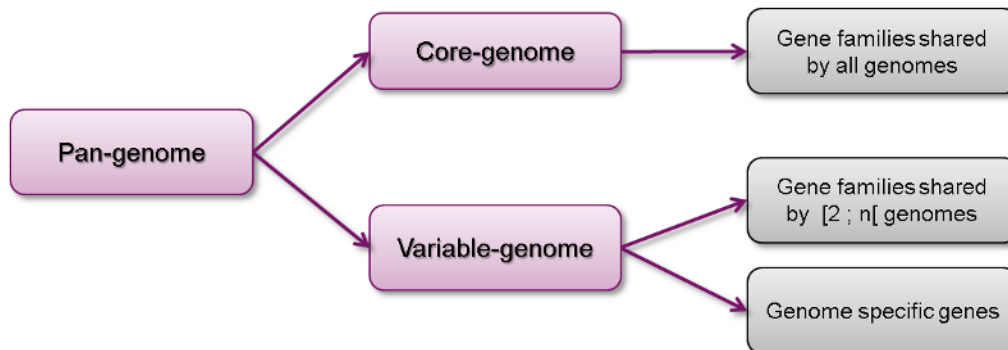 Pan-genome
Core-genome
Gene families shared
by all genomes
Variable-genome
Gene families shared
by [2 ; n[ genomes
Genome specific genes